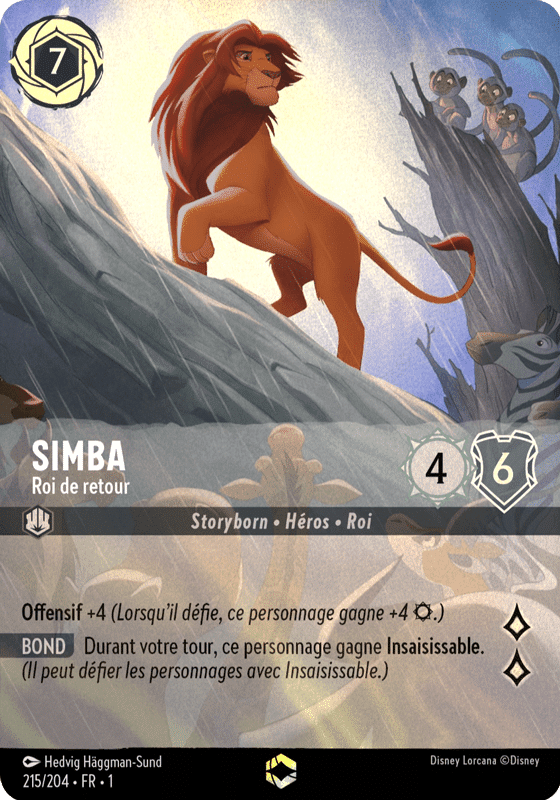 7
SIMBA
Roi de retour
4
6
Storyborn • Héros • Roi
Offensif +4 (Lorsqu'il défie, ce personnage gagne +4 .)
BOND Durant votre tour, ce personnage gagne Insaisissable.
(Il peut défier les personnages avec Insaisissable.)
Hedvig Häggman-Sund
Disney Lorcana ©Disney
215/204 • FR • 1